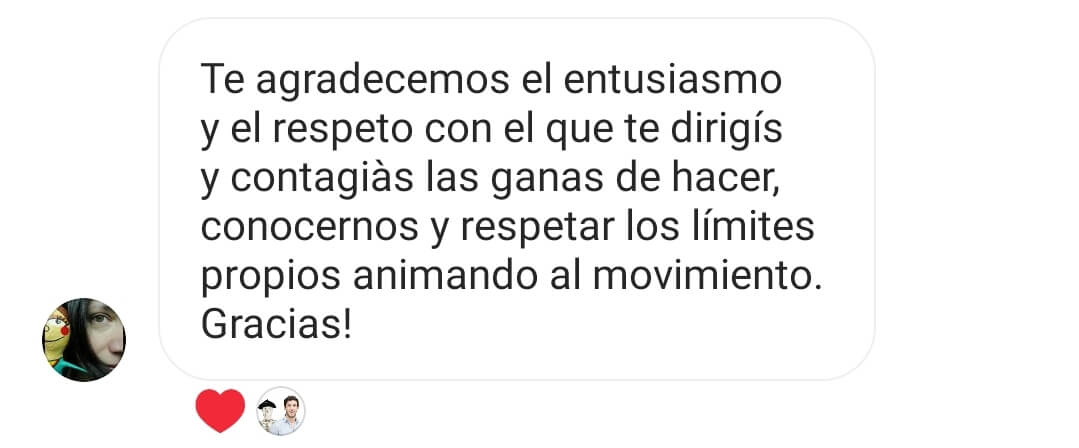 Te agradecemos el entusiasmo
y el respeto con el que te dirigís
y contagiàs las ganas de hacer,
conocernos y respetar los límites
propios animando al movimiento.
Gracias!